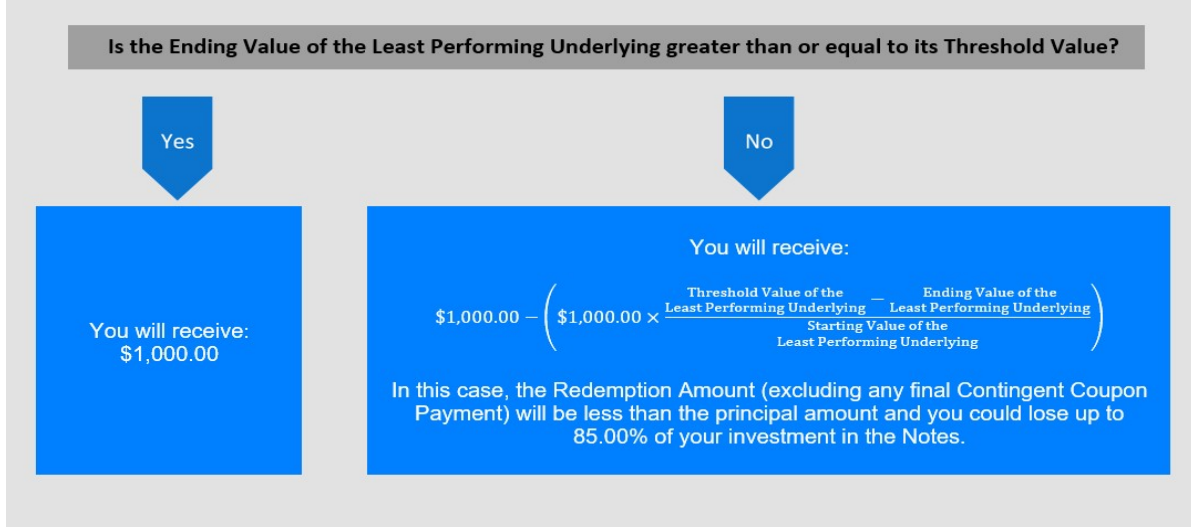 Is the Ending Value of the Least Performing Underlying greater than or equal to its Threshold Value?
Yes
No
You will receive:
$1,000.00
You will receive:
$1,000.00 − ( $1,000.00 ×
Threshold Value of the
Least Performing Underlying
−
Ending Value of the
Least Performing Underlying
Starting Value of the
Least Performing Underlying
)
In this case, the Redemption Amount (excluding any final Contingent Coupon
Payment) will be less than the principal amount and you could lose up to
85.00% of your investment in the Notes.